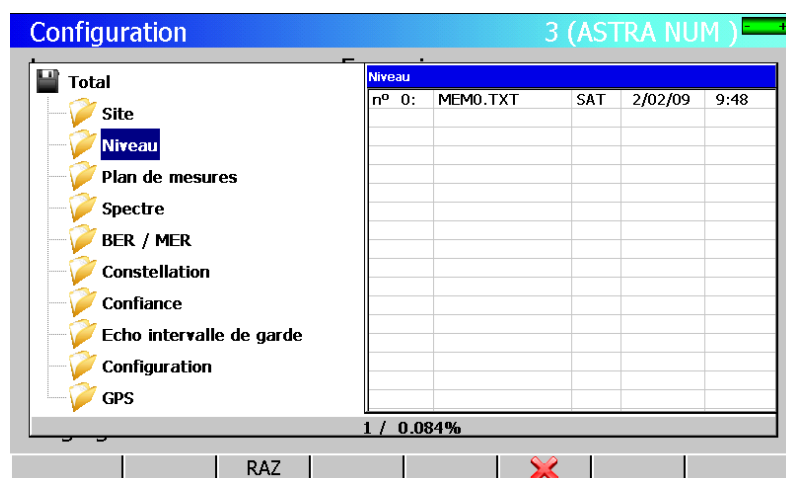 Configuration 3 (ASTRA NUM )
- +
Total
Site
Niveau
Plan de mesures
Spectre
BER / MER
Constellation
Confiance
Echo intervalle de garde
Configuration
GPS
Niveau
nº 0: MEM0.TXT SAT 2/02/09 9:48
1 / 0.084%
RAZ